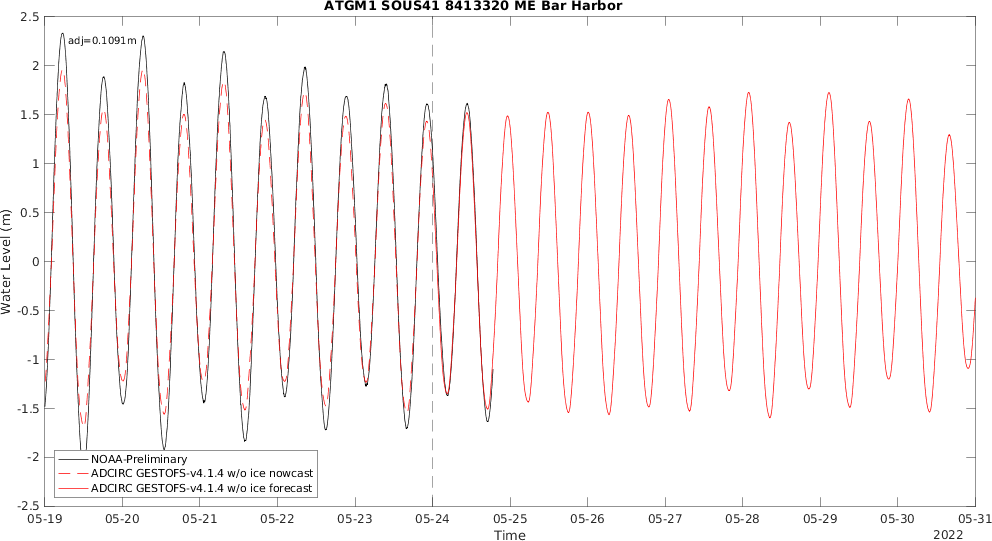 ATGM1 SOUS41 8413320 ME Bar Harbor
adj=0.1091m
2.5
2
1.5
1
0.5
0
-0.5
-1
-1.5
-2
-2.5
Water Level (m)
NOAA-Preliminary
ADCIRC GESTOFS-v4.1.4 w/o ice nowcast
ADCIRC GESTOFS-v4.1.4 w/o ice forecast
05-19 05-20 05-21 05-22 05-23 05-24 05-25 05-26 05-27 05-28 05-29 05-30 05-31
Time
2022